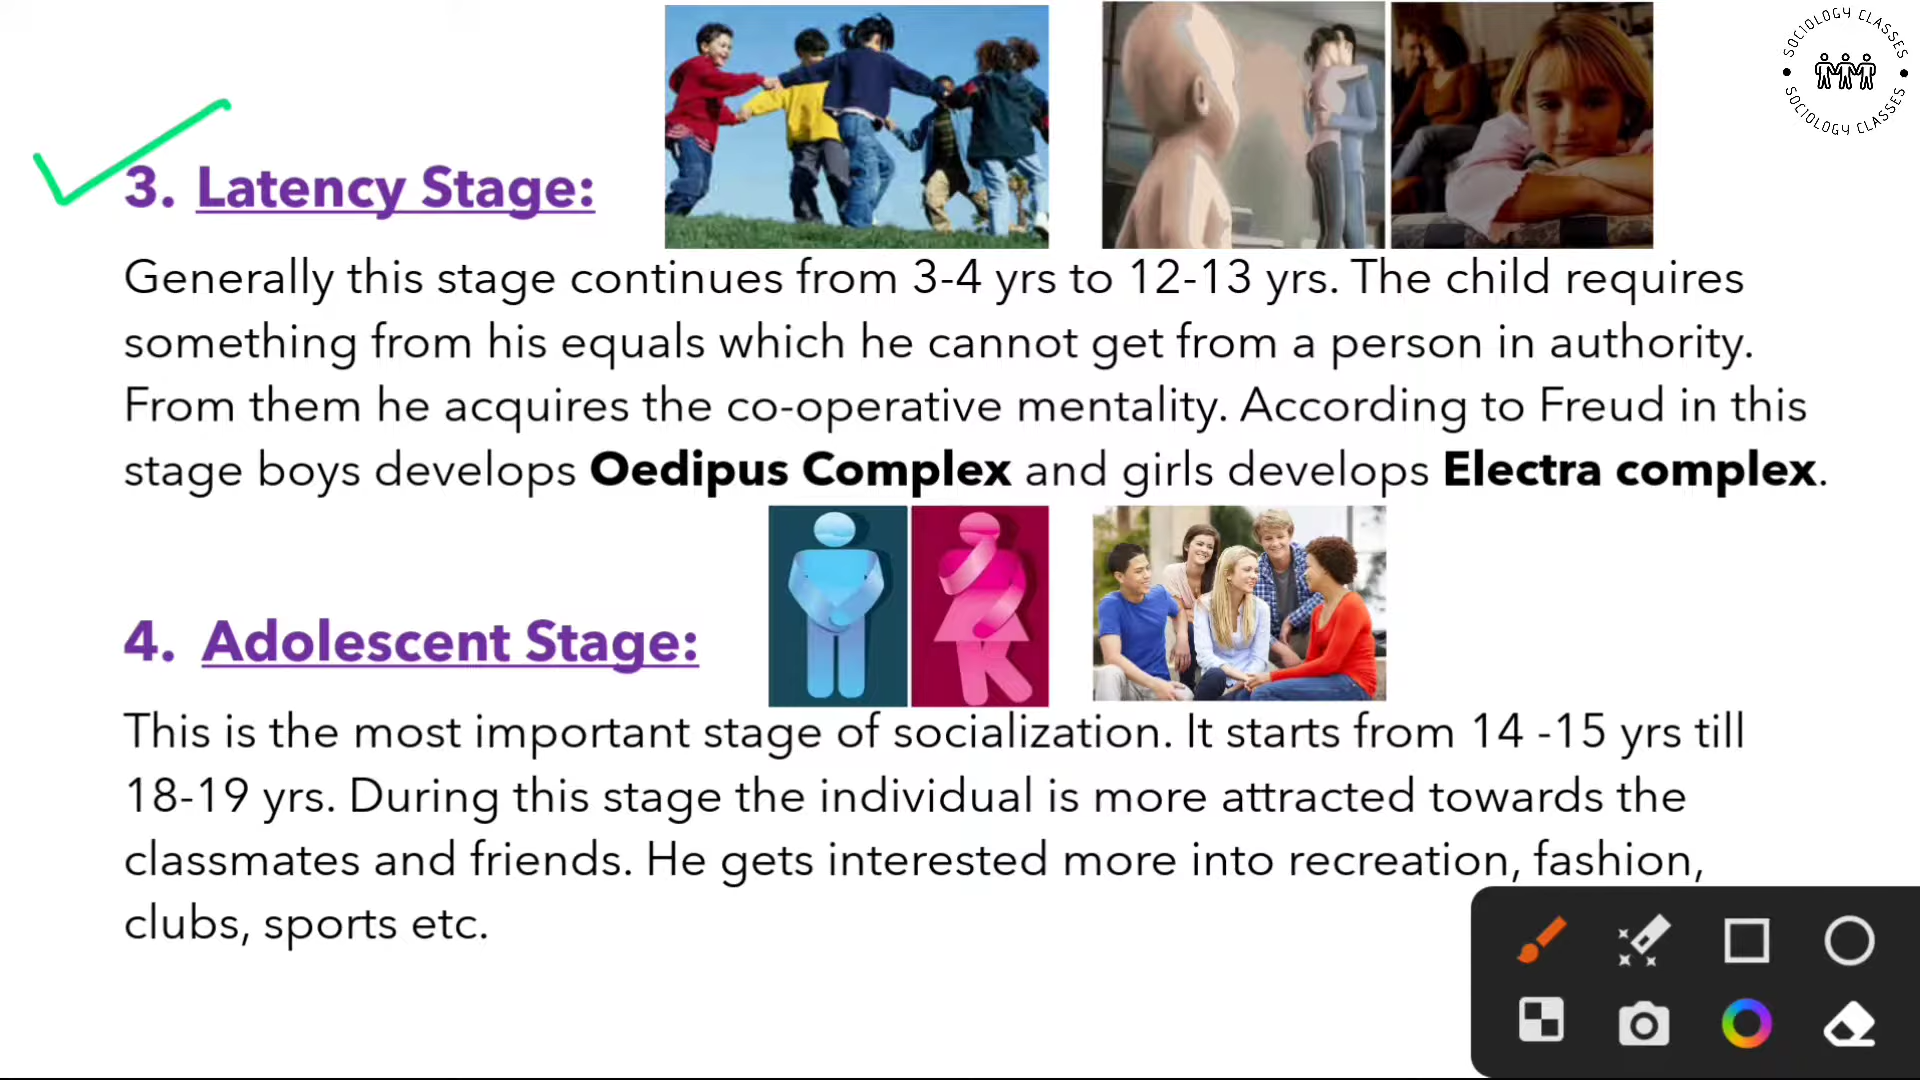 SOCIOLOGY CLASSES
SOCIOLOGY CLASSES
3. Latency Stage:
Generally this stage continues from 3-4 yrs to 12-13 yrs. The child requires
something from his equals which he cannot get from a person in authority.
From them he acquires the co-operative mentality. According to Freud in this
stage boys develops Oedipus Complex and girls develops Electra complex.
4. Adolescent Stage:
This is the most important stage of socialization. It starts from 14 -15 yrs till
18-19 yrs. During this stage the individual is more attracted towards the
classmates and friends. He gets interested more into recreation, fashion,
clubs, sports etc.